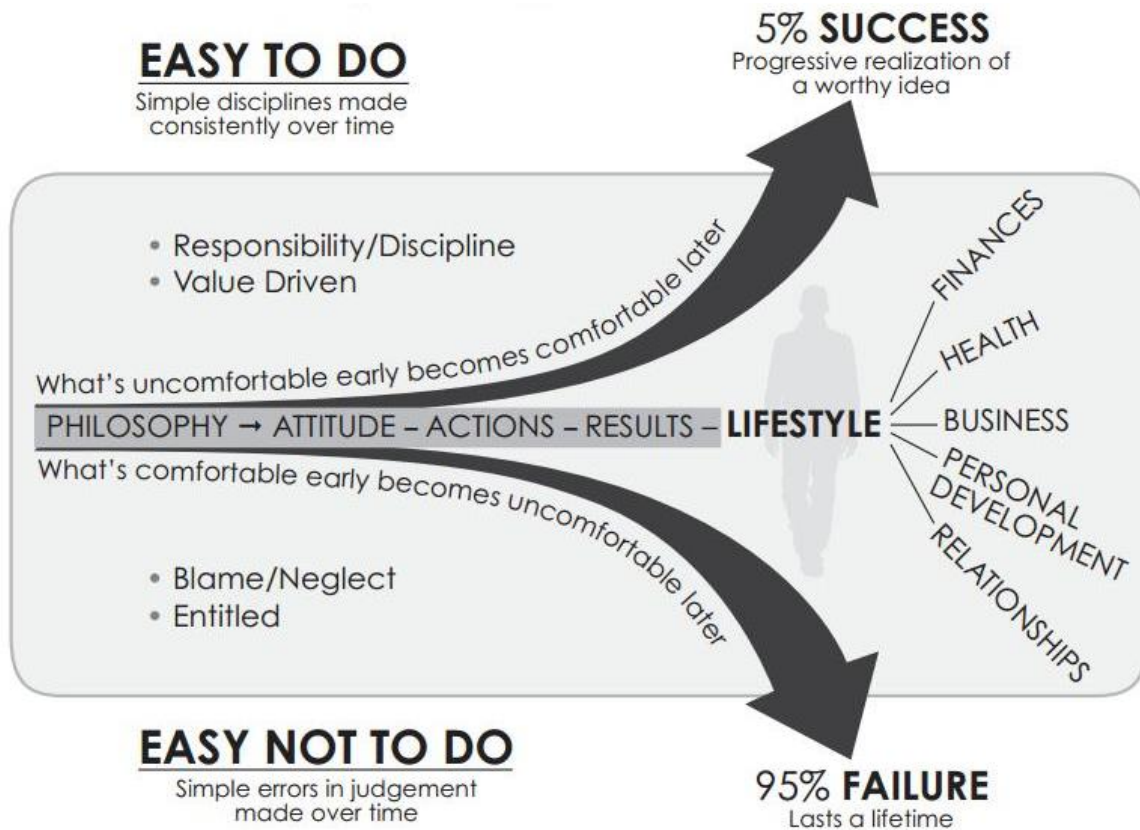 EASY TO DO
Simple disciplines made
consistently over time
5% SUCCESS
Progressive realization of
a worthy idea
• Responsibility/Discipline
• Value Driven
What's uncomfortable early becomes comfortable later
PHILOSOPHY → ATTITUDE – ACTIONS – RESULTS – LIFESTYLE
What's comfortable early becomes uncomfortable later
FINANCES
HEALTH
BUSINESS
PERSONAL
DEVELOPMENT
RELATIONSHIPS
• Blame/Neglect
• Entitled
EASY NOT TO DO
Simple errors in judgement
made over time
95% FAILURE
Lasts a lifetime